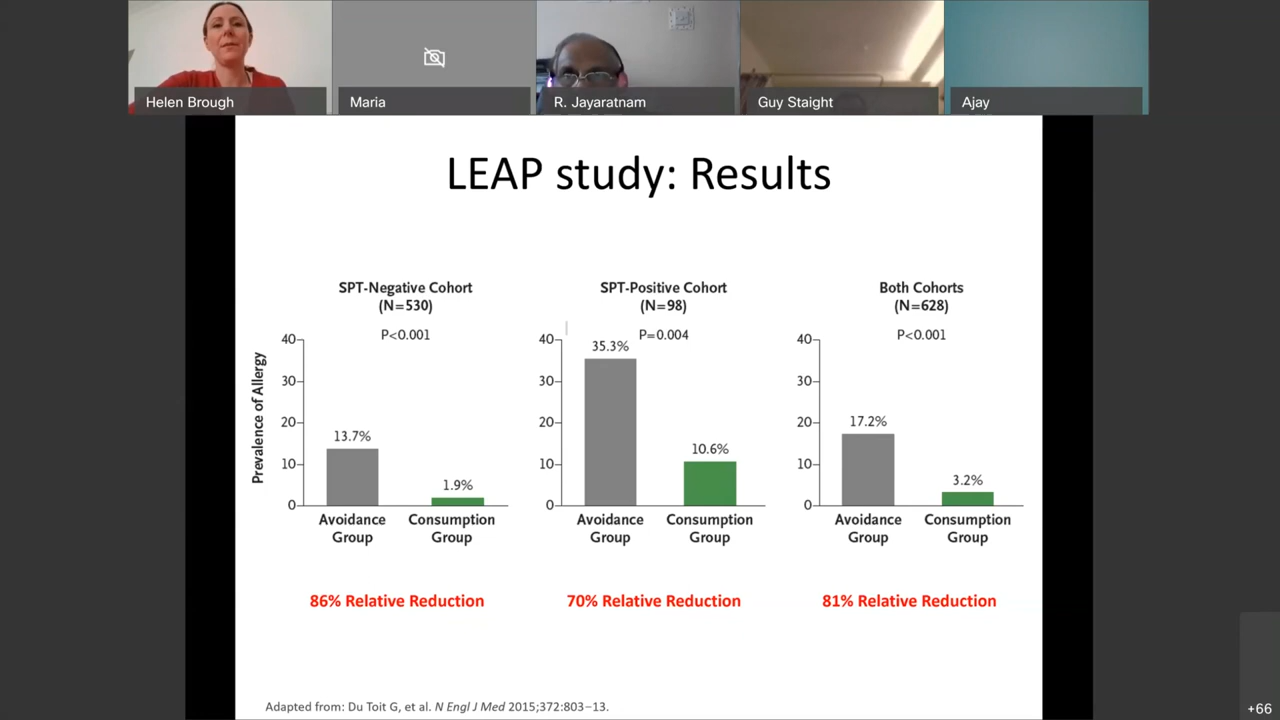 Helen Brough
Maria
R. Jayaratnam
Guy Staight
Ajay
LEAP study: Results
SPT-Negative Cohort
(N=530)
P<0.001
Prevalence of Allergy
40
30
20
10
0
13.7%
1.9%
Avoidance
Group
Consumption
Group
86% Relative Reduction
SPT-Positive Cohort
(N=98)
P=0.004
40
30
20
10
0
35.3%
10.6%
Avoidance
Group
Consumption
Group
70% Relative Reduction
Both Cohorts
(N=628)
P<0.001
40
30
20
10
0
17.2%
3.2%
Avoidance
Group
Consumption
Group
81% Relative Reduction
Adapted from: Du Toit G, et al. N Engl J Med 2015;372:803–13.
+66